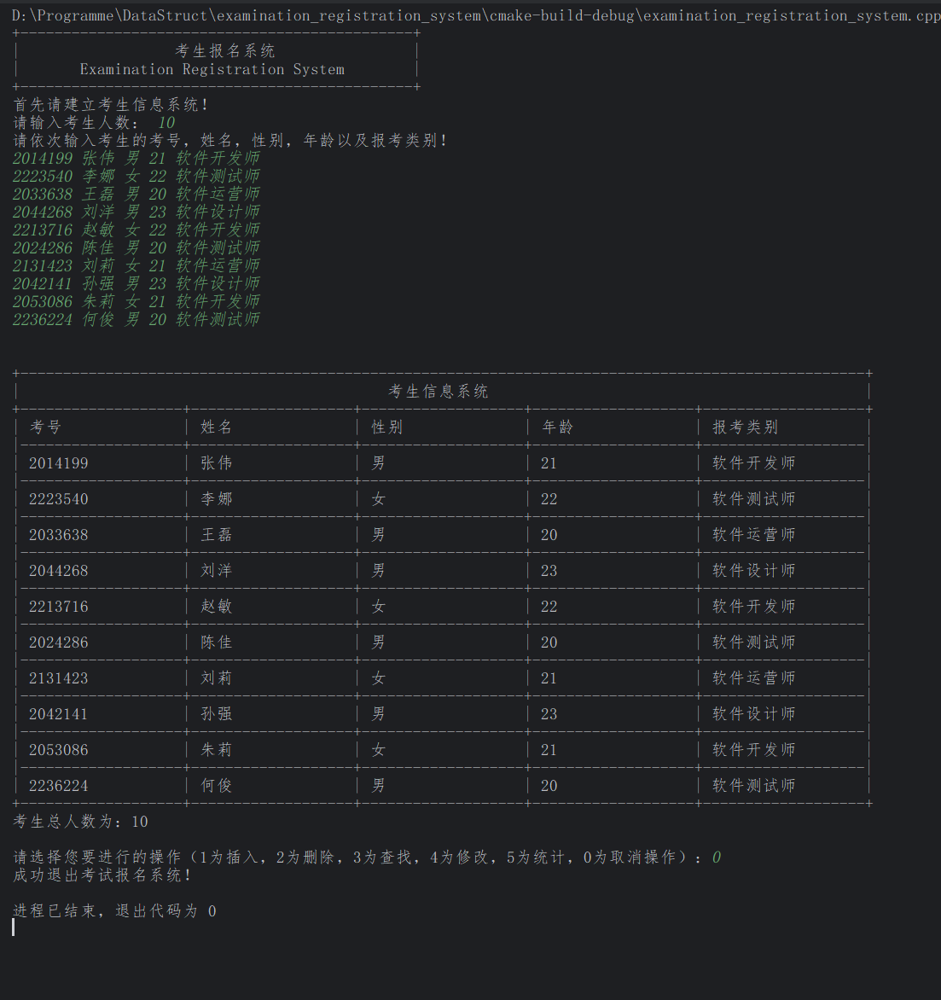 D:\Programme\DataStruct\examination_registration_system\cmake-build-debug\examination_registration_system.cpp
+----------------------------------------------+
| 考生报名系统 |
| Examination Registration System |
+----------------------------------------------+
首先请建立考生信息系统!
请输入考生人数: 10
请依次输入考生的考号,姓名,性别,年龄以及报考类别!
2014199 张伟 男 21 软件开发师
2223540 李娜 女 22 软件测试师
2033638 王磊 男 20 软件运营师
2044268 刘洋 男 23 软件设计师
2213716 赵敏 女 22 软件开发师
2024286 陈佳 男 20 软件测试师
2131423 刘莉 女 21 软件运营师
2042141 孙强 男 23 软件设计师
2053086 朱莉 女 21 软件开发师
2236224 何俊 男 20 软件测试师
+---------------------------------------------------------------------------------------------------+
| 考生信息系统 |
+-------------------+-------------------+-------------------+-------------------+-------------------+
| 考号 | 姓名 | 性别 | 年龄 | 报考类别 |
|-------------------+-------------------+-------------------+-------------------+-------------------|
| 2014199 | 张伟 | 男 | 21 | 软件开发师 |
|-------------------+-------------------+-------------------+-------------------+-------------------|
| 2223540 | 李娜 | 女 | 22 | 软件测试师 |
|-------------------+-------------------+-------------------+-------------------+-------------------|
| 2033638 | 王磊 | 男 | 20 | 软件运营师 |
|-------------------+-------------------+-------------------+-------------------+-------------------|
| 2044268 | 刘洋 | 男 | 23 | 软件设计师 |
|-------------------+-------------------+-------------------+-------------------+-------------------|
| 2213716 | 赵敏 | 女 | 22 | 软件开发师 |
|-------------------+-------------------+-------------------+-------------------+-------------------|
| 2024286 | 陈佳 | 男 | 20 | 软件测试师 |
|-------------------+-------------------+-------------------+-------------------+-------------------|
| 2131423 | 刘莉 | 女 | 21 | 软件运营师 |
|-------------------+-------------------+-------------------+-------------------+-------------------|
| 2042141 | 孙强 | 男 | 23 | 软件设计师 |
|-------------------+-------------------+-------------------+-------------------+-------------------|
| 2053086 | 朱莉 | 女 | 21 | 软件开发师 |
|-------------------+-------------------+-------------------+-------------------+-------------------|
| 2236224 | 何俊 | 男 | 20 | 软件测试师 |
+-------------------+-------------------+-------------------+-------------------+-------------------+
考生总人数为:10
请选择您要进行的操作(1为插入,2为删除,3为查找,4为修改,5为统计,0为取消操作):0
成功退出考试报名系统!
进程已结束,退出代码为 0